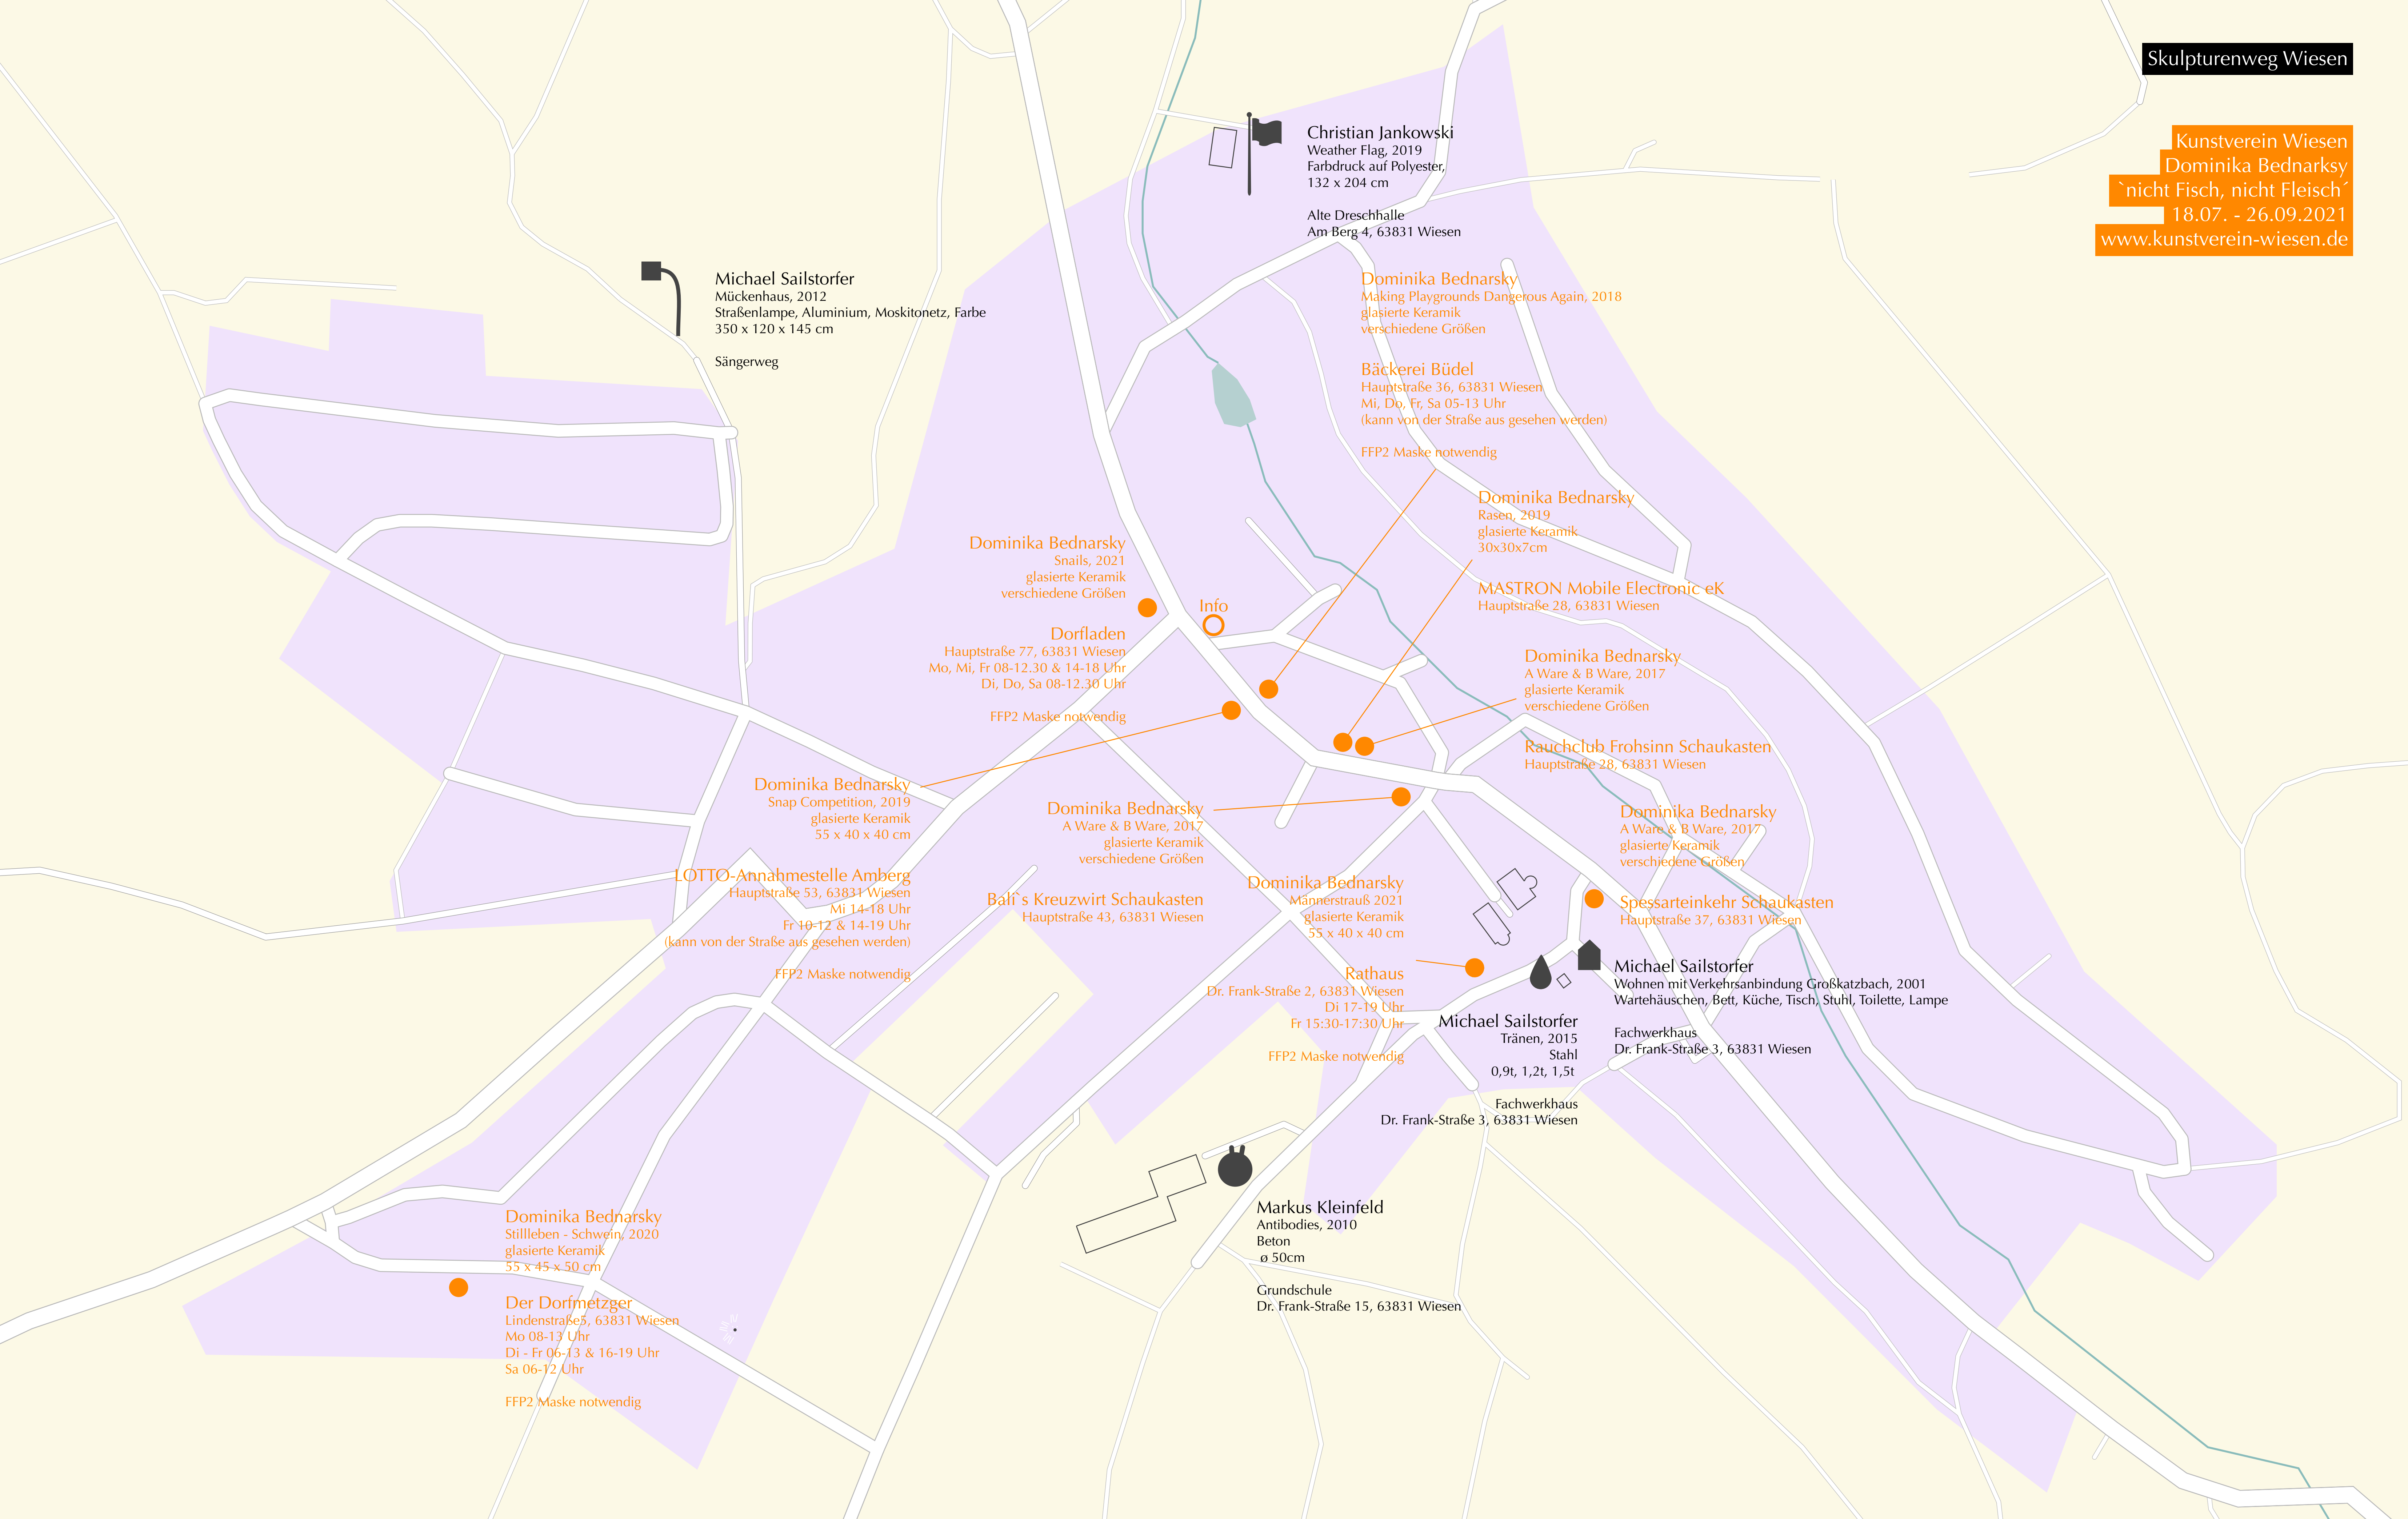 Skulpturenweg Wiesen
Kunstverein Wiesen
Dominika Bednarksy
`nicht Fisch, nicht Fleisch´
18.07. - 26.09.2021
www.kunstverein-wiesen.de
Christian Jankowski
Weather Flag, 2019
Farbdruck auf Polyester,
132 x 204 cm
Alte Dreschhalle
Am Berg 4, 63831 Wiesen
Michael Sailstorfer
Mückenhaus, 2012
Straßenlampe, Aluminium, Moskitonetz, Farbe
350 x 120 x 145 cm
Sängerweg
Dominika Bednarsky
Making Playgrounds Dangerous Again, 2018
glasierte Keramik
verschiedene Größen
Bäckerei Büdel
Hauptstraße 36, 63831 Wiesen
Mi, Do, Fr, Sa 05-13 Uhr
(kann von der Straße aus gesehen werden)
FFP2 Maske notwendig
Dominika Bednarsky
Rasen, 2019
glasierte Keramik
30x30x7cm
MASTRON Mobile Electronic eK
Hauptstraße 28, 63831 Wiesen
Dominika Bednarsky
Snails, 2021
glasierte Keramik
verschiedene Größen
Dorfladen
Hauptstraße 77, 63831 Wiesen
Mo, Mi, Fr 08-12.30 & 14-18 Uhr
Di, Do, Sa 08-12.30 Uhr
FFP2 Maske notwendig
Info
Dominika Bednarsky
A Ware & B Ware, 2017
glasierte Keramik
verschiedene Größen
Rauchclub Frohsinn Schaukasten
Hauptstraße 28, 63831 Wiesen
Dominika Bednarsky
Snap Competition, 2019
glasierte Keramik
55 x 40 x 40 cm
LOTTO-Annahmestelle Amberg
Hauptstraße 53, 63831 Wiesen
Mi 14-18 Uhr
Fr 10-12 & 14-19 Uhr
(kann von der Straße aus gesehen werden)
FFP2 Maske notwendig
Dominika Bednarsky
A Ware & B Ware, 2017
glasierte Keramik
verschiedene Größen
Bali`s Kreuzwirt Schaukasten
Hauptstraße 43, 63831 Wiesen
Dominika Bednarsky
A Ware & B Ware, 2017
glasierte Keramik
verschiedene Größen
Spessarteinkehr Schaukasten
Hauptstraße 37, 63831 Wiesen
Dominika Bednarsky
Männerstrauß 2021
glasierte Keramik
55 x 40 x 40 cm
Rathaus
Dr. Frank-Straße 2, 63831 Wiesen
Di 17-19 Uhr
Fr 15:30-17:30 Uhr
FFP2 Maske notwendig
Michael Sailstorfer
Wohnen mit Verkehrsanbindung Großkatzbach, 2001
Wartehäuschen, Bett, Küche, Tisch, Stuhl, Toilette, Lampe
Fachwerkhaus
Dr. Frank-Straße 3, 63831 Wiesen
Michael Sailstorfer
Tränen, 2015
Stahl
0,9t, 1,2t, 1,5t
Fachwerkhaus
Dr. Frank-Straße 3, 63831 Wiesen
Markus Kleinfeld
Antibodies, 2010
Beton
ø 50cm
Grundschule
Dr. Frank-Straße 15, 63831 Wiesen
Dominika Bednarsky
Stillleben - Schwein, 2020
glasierte Keramik
55 x 45 x 50 cm
Der Dorfmetzger
Lindenstraße5, 63831 Wiesen
Mo 08-13 Uhr
Di - Fr 06-13 & 16-19 Uhr
Sa 06-12 Uhr
FFP2 Maske notwendig